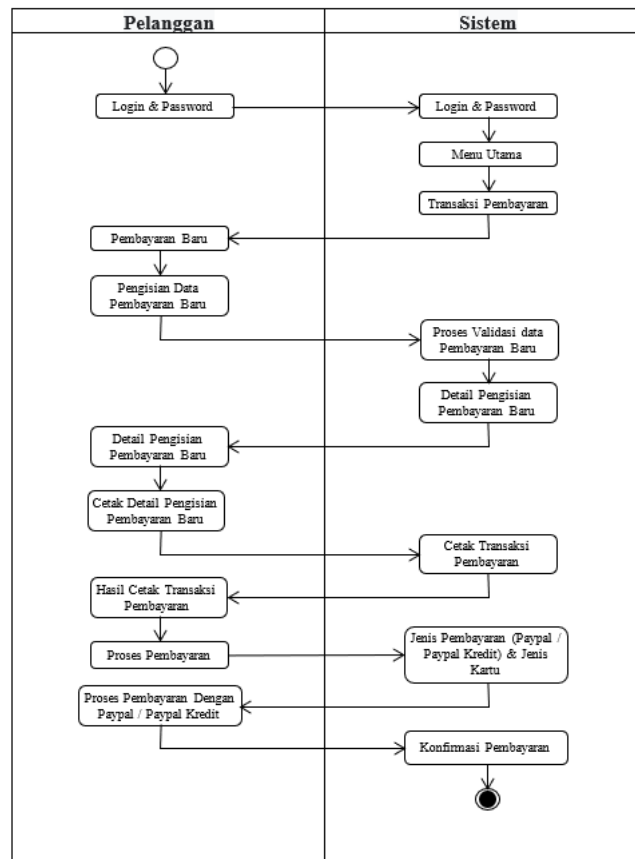 Pelanggan
Sistem
Login & Password
Login & Password
Menu Utama
Transaksi Pembayaran
Pembayaran Baru
Pengisian Data
Pembayaran Baru
Proses Validasi data
Pembayaran Baru
Detail Pengisian
Pembayaran Baru
Detail Pengisian
Pembayaran Baru
Cetak Detail Pengisian
Pembayaran Baru
Cetak Transaksi
Pembayaran
Hasil Cetak Transaksi
Pembayaran
Proses Pembayaran
Jenis Pembayaran (Paypal /
Paypal Kredit) & Jenis
Kartu
Proses Pembayaran Dengan
Paypal / Paypal Kredit
Konfirmasi Pembayaran